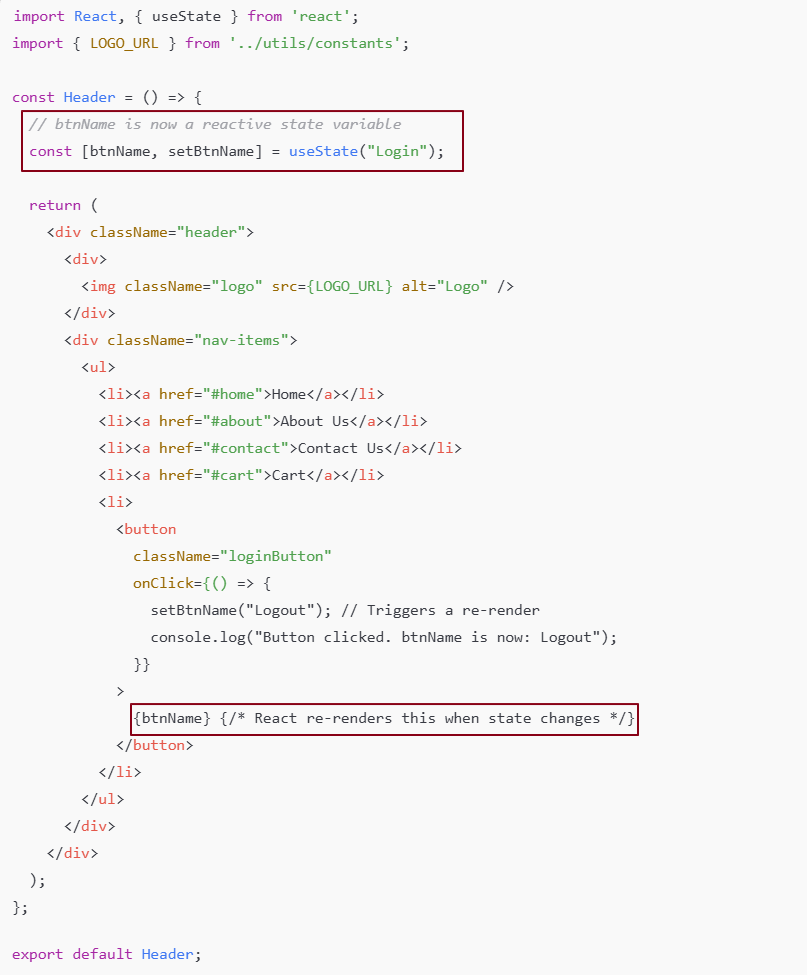 import React, { useState } from 'react';
import { LOGO_URL } from '../utils/constants';

const Header = () => {
  // btnName is now a reactive state variable
  const [btnName, setBtnName] = useState("Login");

  return (
    <div className="header">
      <div>
        <img className="logo" src={LOGO_URL} alt="Logo" />
      </div>
      <div className="nav-items">
        <ul>
          <li><a href="#home">Home</a></li>
          <li><a href="#about">About Us</a></li>
          <li><a href="#contact">Contact Us</a></li>
          <li><a href="#cart">Cart</a></li>
          <li>
            <button
              className="loginButton"
              onClick={() => {
                setBtnName("Logout"); // Triggers a re-render
                console.log("Button clicked. btnName is now: Logout");
              }}
            >
              {btnName} {/* React re-renders this when state changes */}
            </button>
          </li>
        </ul>
      </div>
    </div>
  );
};

export default Header;